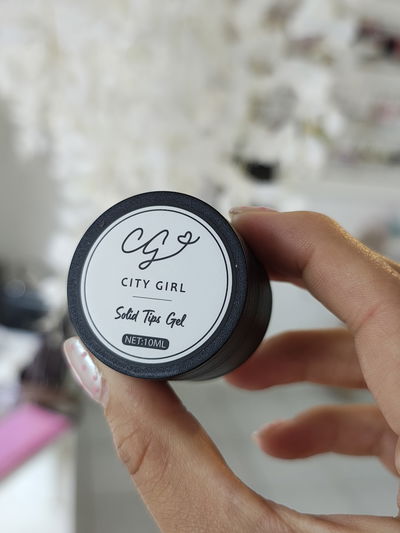 CG
CITY GIRL
Solid Tips Gel
NET:10ML